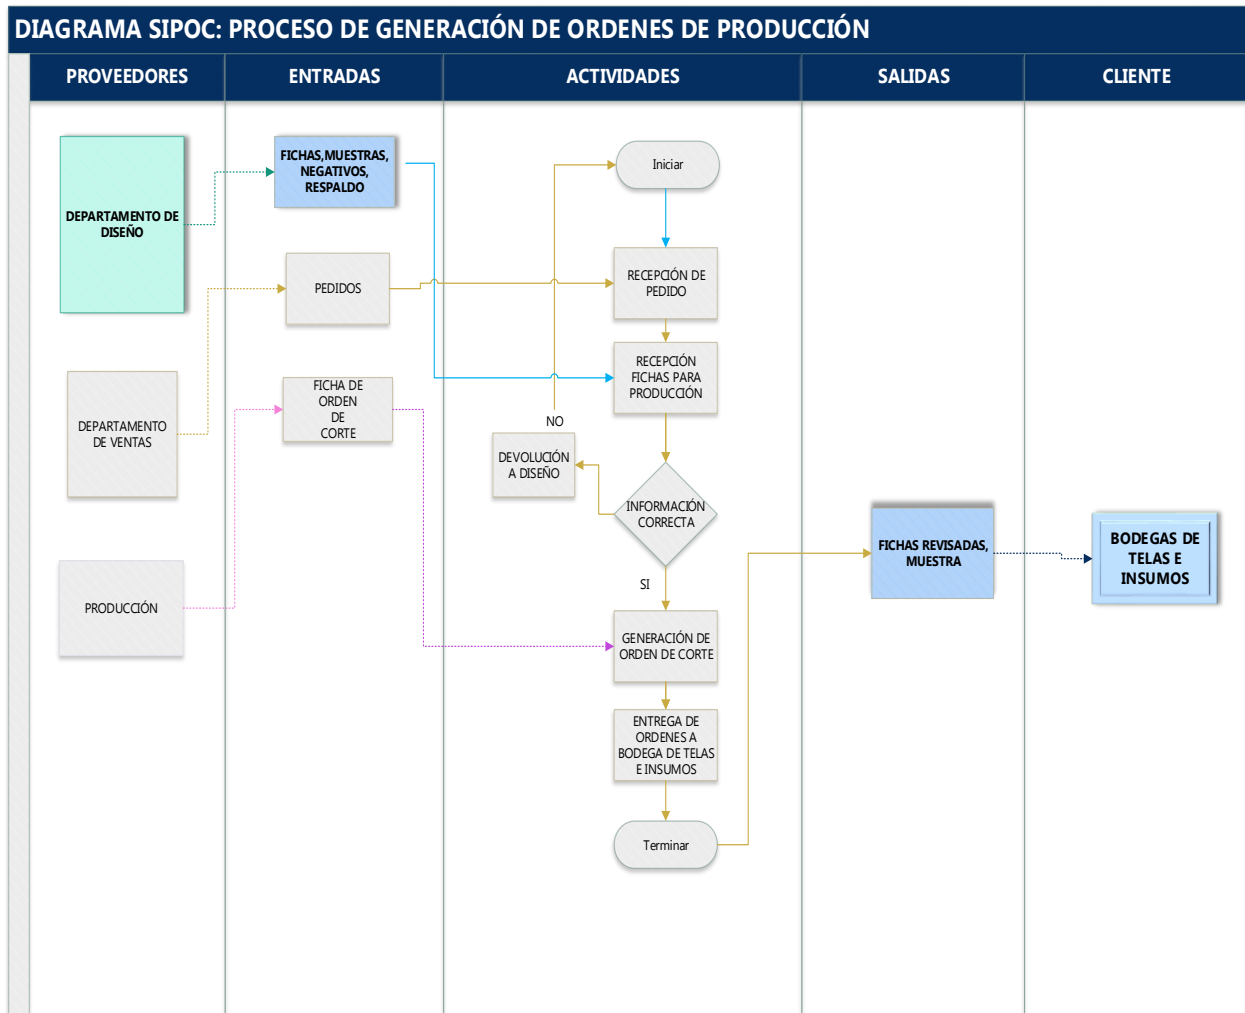 DIAGRAMA SIPOC: PROCESO DE GENERACIÓN DE ORDENES DE PRODUCCIÓN
PROVEEDORES
ENTRADAS
ACTIVIDADES
SALIDAS
CLIENTE
DEPARTAMENTO DE
DISEÑO
DEPARTAMENTO
DE VENTAS
PRODUCCIÓN
FICHAS,MUESTRAS,
NEGATIVOS,
RESPALDO
PEDIDOS
FICHA DE
ORDEN
DE
CORTE
Iniciar
RECEPCIÓN DE
PEDIDO
RECEPCIÓN
FICHAS PARA
PRODUCCIÓN
NO
DEVOLUCIÓN
A DISEÑO
INFORMACIÓN
CORRECTA
SI
GENERACIÓN DE
ORDEN DE CORTE
ENTREGA DE
ORDENES A
BODEGA DE TELAS
E INSUMOS
Terminar
FICHAS REVISADAS,
MUESTRA
BODEGAS DE
TELAS E
INSUMOS